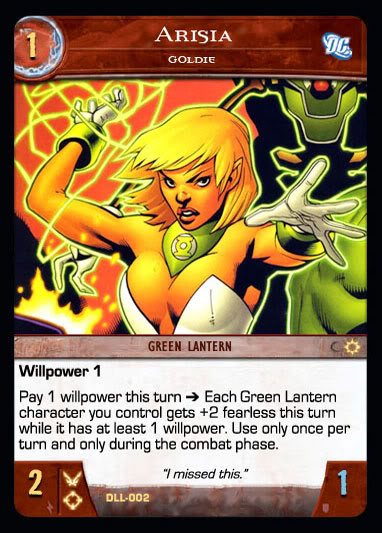 1
ARISIA
GOLDIE
DC
GREEN LANTERN
Willpower 1
Pay 1 willpower this turn ➔ Each Green Lantern
character you control gets +2 fearless this turn
while it has at least 1 willpower. Use only once per
turn and only during the combat phase.
“I missed this.”
2
DLL-002
1